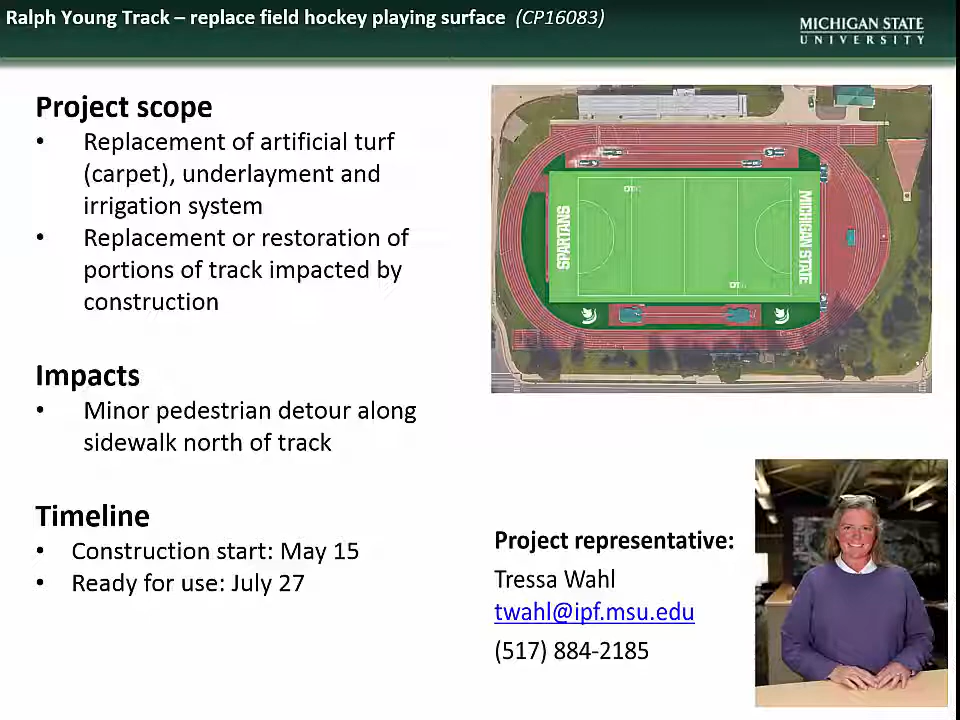 Ralph Young Track – replace field hockey playing surface (CP16083)
MICHIGAN STATE
UNIVERSITY
Project scope
• Replacement of artificial turf
(carpet), underlayment and
irrigation system
• Replacement or restoration of
portions of track impacted by
construction
Impacts
• Minor pedestrian detour along
sidewalk north of track
Timeline
• Construction start: May 15
• Ready for use: July 27
SPARTANS
MICHIGAN STATE
Project representative:
Tressa Wahl
twahl@ipf.msu.edu
(517) 884-2185